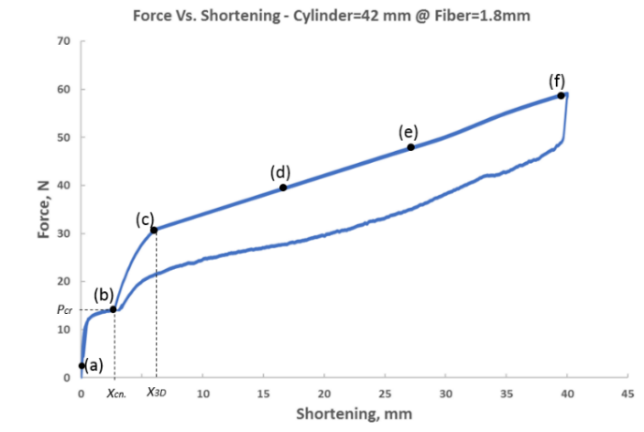 Force Vs. Shortening - Cylinder=42 mm @ Fiber=1.8mm
70
60
50
40
30
20
10
0
Force, N
Pcr
(a)
(b)
(c)
(d)
(e)
(f)
0 Xcn. X3D 10 15 20 25 30 35 40 45
Shortening, mm